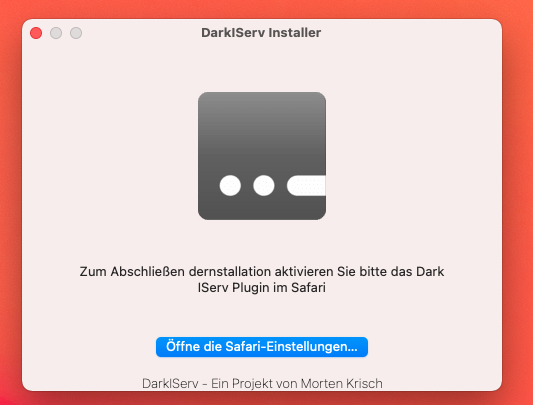 DarkIServ Installer
Zum Abschließen dernstallation aktivieren Sie bitte das Dark
IServ Plugin im Safari
Öffne die Safari-Einstellungen...
DarkIServ - Ein Projekt von Morten Krisch